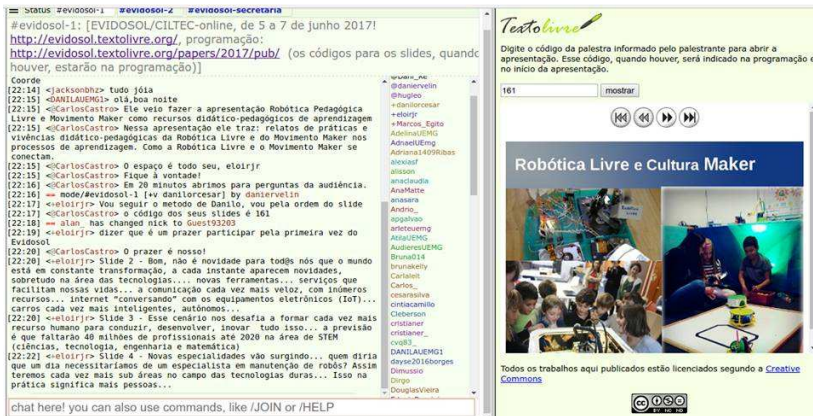 Status #evidosol-1 #evidosol-2 #evidosol-secretaria
#evidosol-1: [EVIDOSOL/CILTEC-online, de 5 a 7 de junho 2017!
http://evidosol.textolivre.org/, programação:
http://evidosol.textolivre.org/papers/2017/pub/ (os códigos para os slides, quando
houver, estarão na programação)]
Coorde
[22:14] <jacksonbhz> tudo jóia
[22:15] <DANILAUEMG1> olá,boa noite
[22:15] <@CarlosCastro> Ele veio fazer a apresentação Robótica Pedagógica
Livre e Movimento Maker como recursos didático-pedagógicos de aprendizagem
[22:15] <@CarlosCastro> Nessa apresentação ele traz: relatos de práticas e
vivências didático-pedagógicas da Robótica Livre e do Movimento Maker nos
processos de aprendizagem. Como a Robótica Livre e o Movimento Maker se
conectam.
[22:15] <@CarlosCastro> O espaço é todo seu, eloirjr
[22:15] <@CarlosCastro> Fique à vontade!
[22:16] <@CarlosCastro> Em 20 minutos abrimos para perguntas da audiência.
[22:16] == mode/#evidosol-1 [+v danilorcesar] by daniervelin
[22:17] <+eloirjr> Vou seguir o metodo de Danilo, vou pela ordem do slide
[22:17] <@CarlosCastro> o código dos seus slides é 161
[22:18] == alan_ has changed nick to Guest93203
[22:19] <+eloirjr> dizer que é um prazer participar pela primeira vez do
Evidosol
[22:20] <@CarlosCastro> O prazer é nosso!
[22:20] <+eloirjr> Slide 2 - Bom, não é novidade para tod@s nós que o mundo
está em constante transformação, a cada instante aparecem novidades,
sobretudo na área das tecnologias.... novas ferramentas... serviços que
facilitam nossas vidas... a comunicação cada vez mais veloz, com inúmeros
recursos... internet “conversando” com os equipamentos eletrônicos (IoT)...
carros cada vez mais inteligentes, autônomos...
[22:20] <+eloirjr> Slide 3 - Esse cenário nos desafia a formar cada vez mais
recurso humano para conduzir, desenvolver, inovar tudo isso... a previsão
é que faltarão 40 milhões de profissionais até 2020 na área de STEM
(ciências, tecnologia, engenharia e matemática)
[22:22] <+eloirjr> Slide 4 - Novas especialidades vão surgindo... quem diria
que um dia necessitaríamos de um especialista em manutenção de robôs? Assim
teremos cada vez mais sub áreas no campo das tecnologias duras... Isso na
prática significa mais pessoas...
chat here! you can also use commands, like /JOIN or /HELP
@Dani_Re
@daniervelin
@hugleo
+danilorcesar
+eloirjr
+Marcos_Egito
AdelinaUEMG
AdnaelUEmg
Adriana1409Ribas
alexiasf
alisson
anaclaudia
AnaMatte
anasara
Andrio_
apgalvao
arleteuemg
AtilaUEMG
AudieresUEMG
Bruna014
brunakelly
Carlaleit
Carlos_
cesarasilva
cintiacamillo
Cleberson
cristianer
cristianer_
cvq83_
DANILAUEMG1
dayse2016borges
Dimussio
Dirgo
DouglasVieira
Textolivre
Digite o código da palestra informado pelo palestrante para abrir a
apresentação. Esse código, quando houver, será indicado na programação e
no início da apresentação.
161 mostrar
Robótica Livre e Cultura Maker
Todos os trabalhos aqui publicados estão licenciados segundo a Creative
Commons
BY NC ND